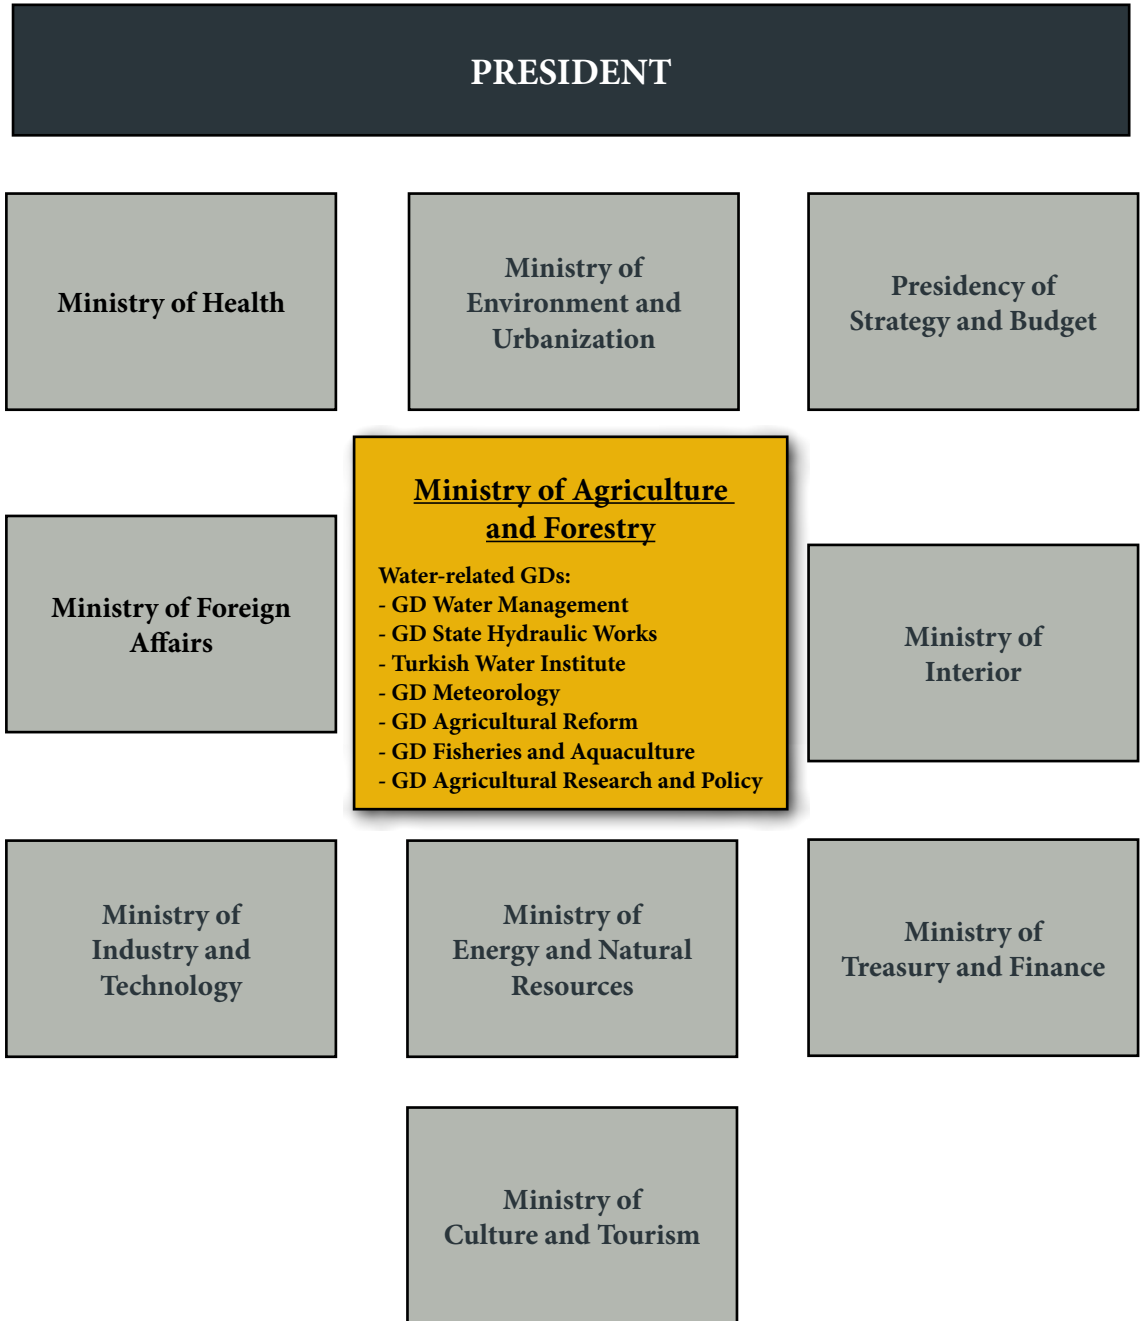 PRESIDENT
Ministry of Health
Ministry of
Environment and
Urbanization
Presidency of
Strategy and Budget
Ministry of Foreign
Affairs
Ministry of Agriculture
and Forestry
Water-related GDs:
- GD Water Management
- GD State Hydraulic Works
- Turkish Water Institute
- GD Meteorology
- GD Agricultural Reform
- GD Fisheries and Aquaculture
- GD Agricultural Research and Policy
Ministry of
Interior
Ministry of
Industry and
Technology
Ministry of
Energy and Natural
Resources
Ministry of
Treasury and Finance
Ministry of
Culture and Tourism